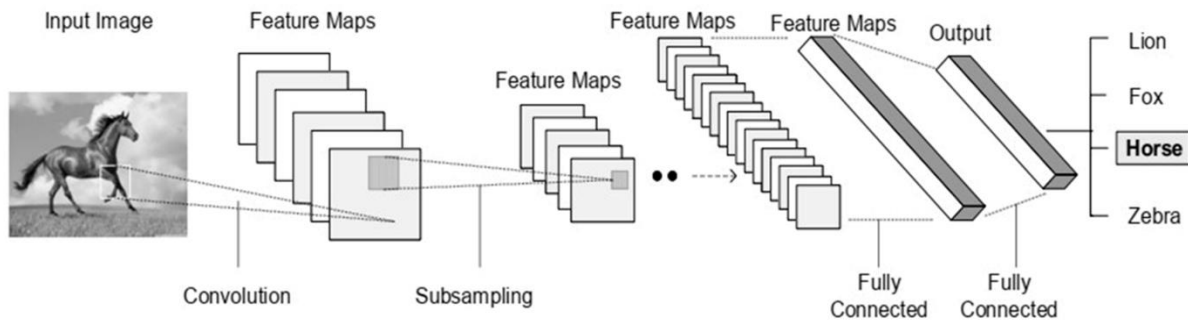 Input Image
Feature Maps
Feature Maps
Feature Maps
Feature Maps
Output
Lion
Fox
Horse
Zebra
Convolution
Subsampling
Fully
Connected
Fully
Connected